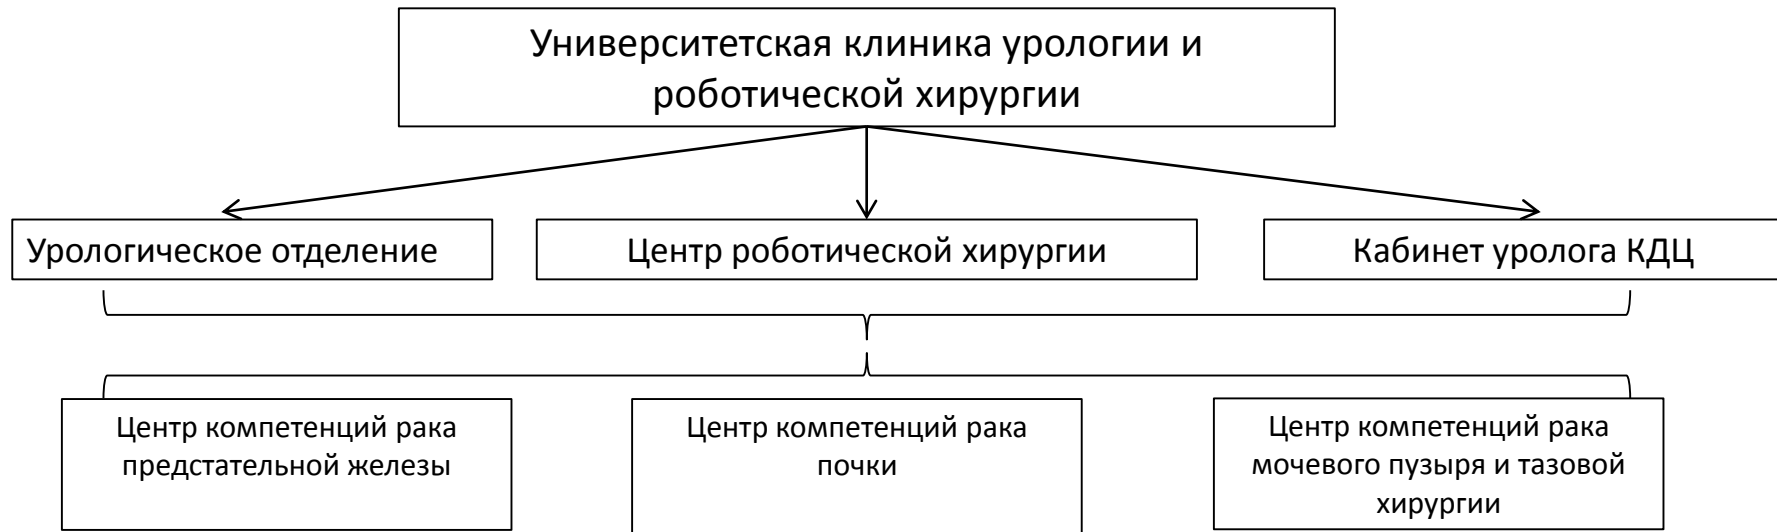 Университетская клиника урологии и
роботической хирургии
Урологическое отделение
Центр роботической хирургии
Кабинет уролога КДЦ
Центр компетенций рака
предстательной железы
Центр компетенций рака
почки
Центр компетенций рака
мочевого пузыря и тазовой
хирургии